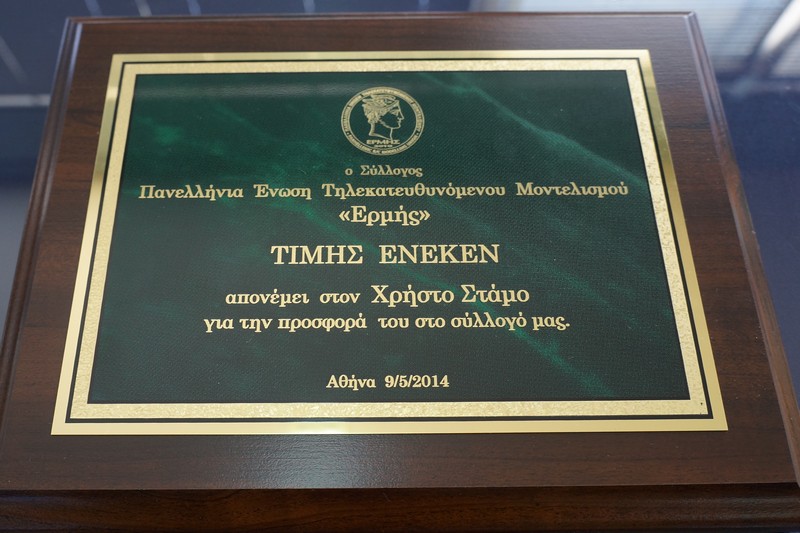 ΕΡΜΗΣ
ο Σύλλογος
Πανελλήνια Ένωση Τηλεκατευθυνόμενου Μοντελισμού
«Ερμής»
ΤΙΜΗΣ ΕΝΕΚΕΝ
απονέμει στον Χρήστο Στάμο
για την προσφορά του στο σύλλογό μας.
Αθήνα 9/5/2014